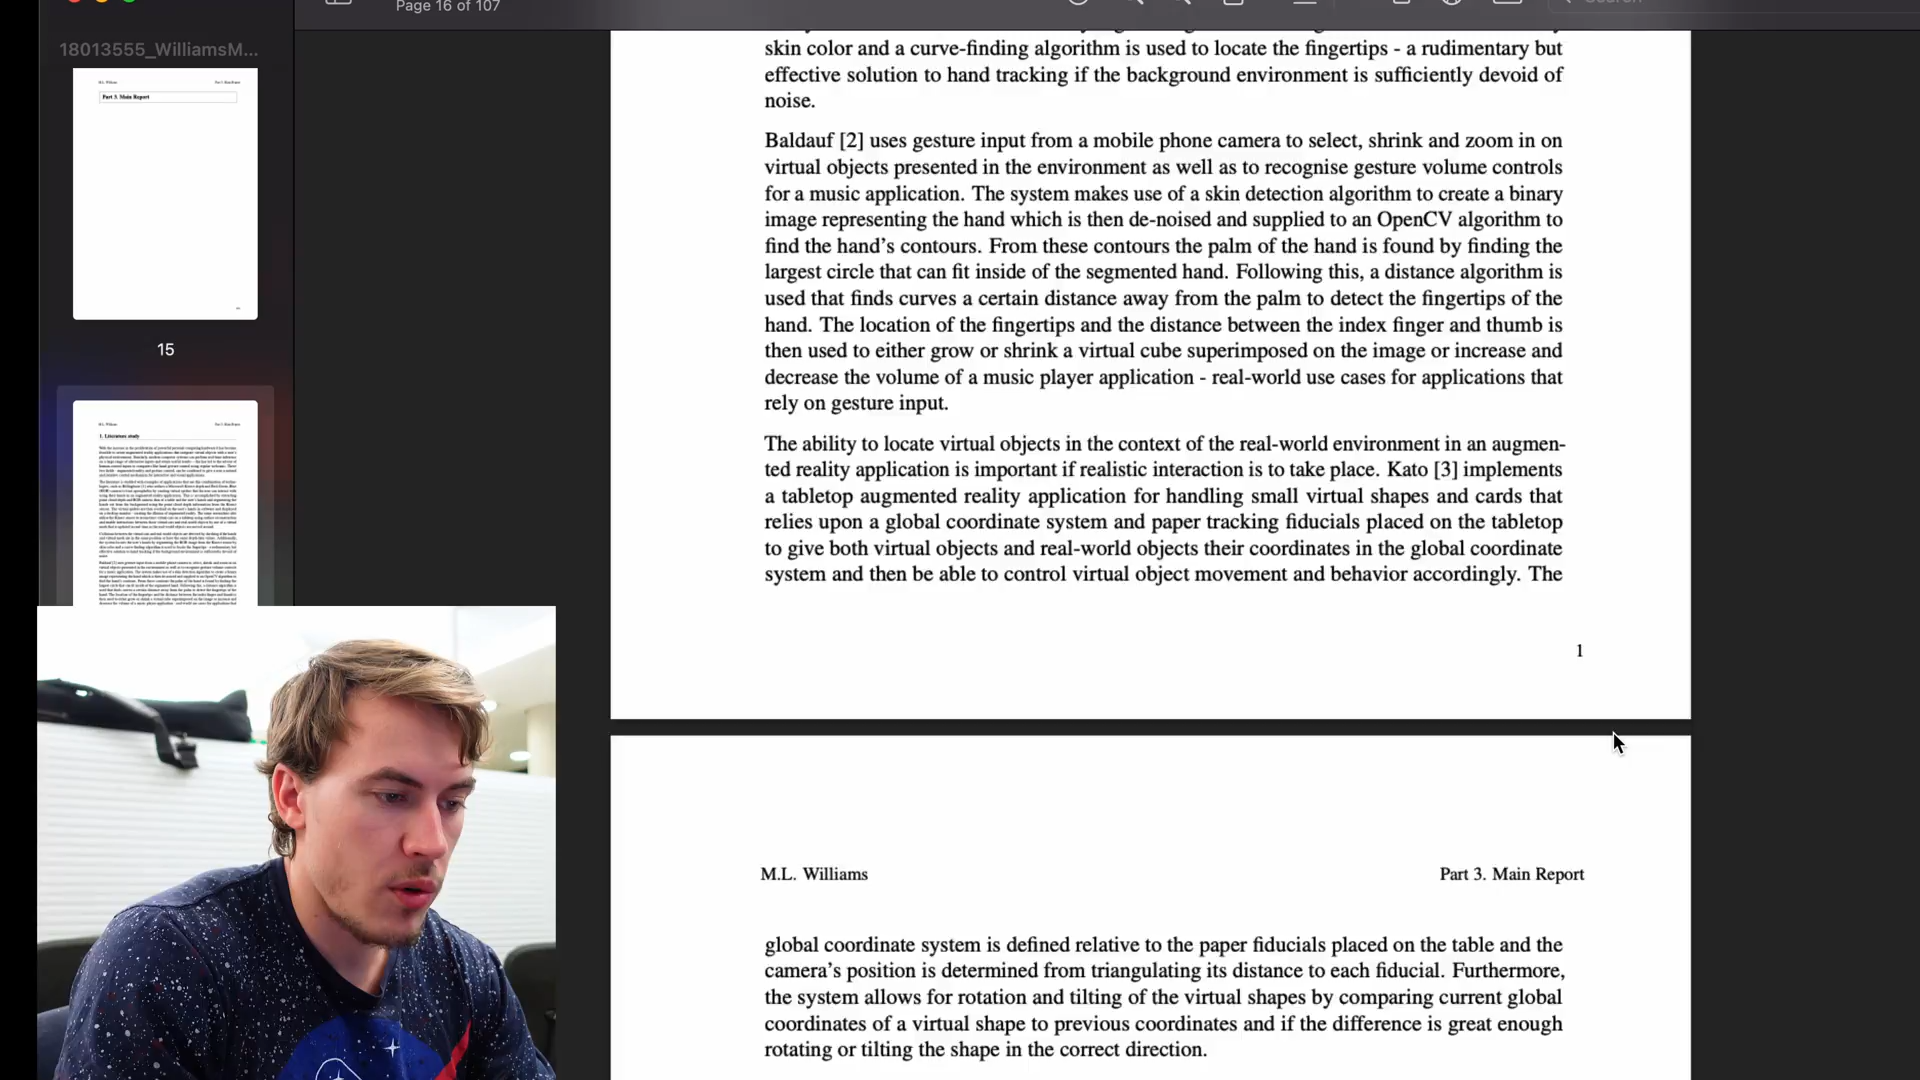 Page 16 of 107
Search
18013555_WilliamsM...
M.L. Williams
Part 3. Main Report
Part 3. Main Report
15
M.L. Williams
Part 3. Main Report
1. Literature study
skin color and a curve-finding algorithm is used to locate the fingertips - a rudimentary but
effective solution to hand tracking if the background environment is sufficiently devoid of
noise.
Baldauf [2] uses gesture input from a mobile phone camera to select, shrink and zoom in on
virtual objects presented in the environment as well as to recognise gesture volume controls
for a music application. The system makes use of a skin detection algorithm to create a binary
image representing the hand which is then de-noised and supplied to an OpenCV algorithm to
find the hand's contours. From these contours the palm of the hand is found by finding the
largest circle that can fit inside of the segmented hand. Following this, a distance algorithm is
used that finds curves a certain distance away from the palm to detect the fingertips of the
hand. The location of the fingertips and the distance between the index finger and thumb is
then used to either grow or shrink a virtual cube superimposed on the image or increase and
decrease the volume of a music player application - real-world use cases for applications that
rely on gesture input.
The ability to locate virtual objects in the context of the real-world environment in an augmen-
ted reality application is important if realistic interaction is to take place. Kato [3] implements
a tabletop augmented reality application for handling small virtual shapes and cards that
relies upon a global coordinate system and paper tracking fiducials placed on the tabletop
to give both virtual objects and real-world objects their coordinates in the global coordinate
system and then be able to control virtual object movement and behavior accordingly. The
1
M.L. Williams
Part 3. Main Report
global coordinate system is defined relative to the paper fiducials placed on the table and the
camera's position is determined from triangulating its distance to each fiducial. Furthermore,
the system allows for rotation and tilting of the virtual shapes by comparing current global
coordinates of a virtual shape to previous coordinates and if the difference is great enough
rotating or tilting the shape in the correct direction.